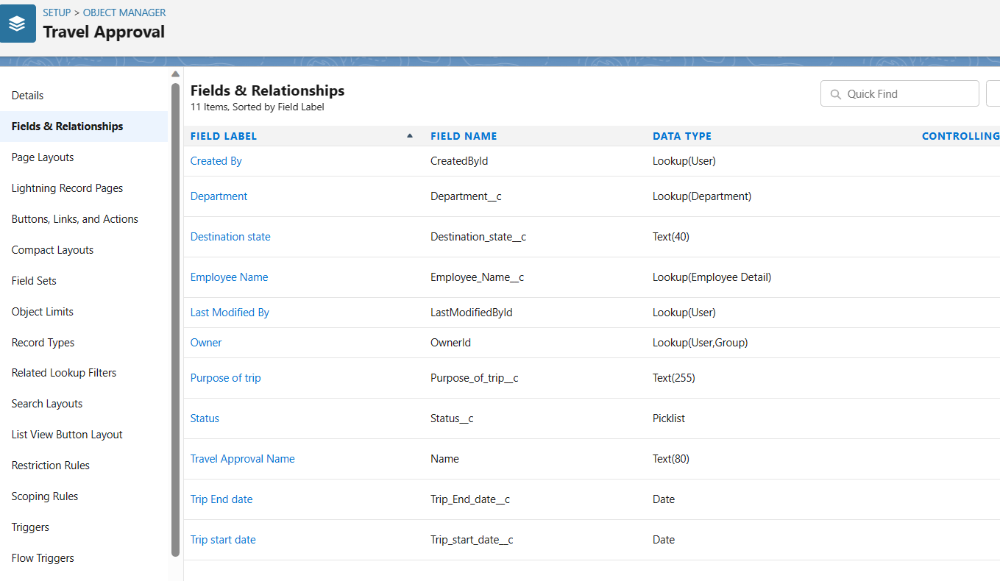 SETUP > OBJECT MANAGER
Travel Approval
Details
Fields & Relationships
Page Layouts
Lightning Record Pages
Buttons, Links, and Actions
Compact Layouts
Field Sets
Object Limits
Record Types
Related Lookup Filters
Search Layouts
List View Button Layout
Restriction Rules
Scoping Rules
Triggers
Flow Triggers
Fields & Relationships
11 Items, Sorted by Field Label
Quick Find
FIELD LABEL FIELD NAME DATA TYPE CONTROLLING
Created By CreatedById Lookup(User)
Department Department__c Lookup(Department)
Destination state Destination_state__c Text(40)
Employee Name Employee_Name__c Lookup(Employee Detail)
Last Modified By LastModifiedById Lookup(User)
Owner OwnerId Lookup(User,Group)
Purpose of trip Purpose_of_trip__c Text(255)
Status Status__c Picklist
Travel Approval Name Name Text(80)
Trip End date Trip_End_date__c Date
Trip start date Trip_start_date__c Date